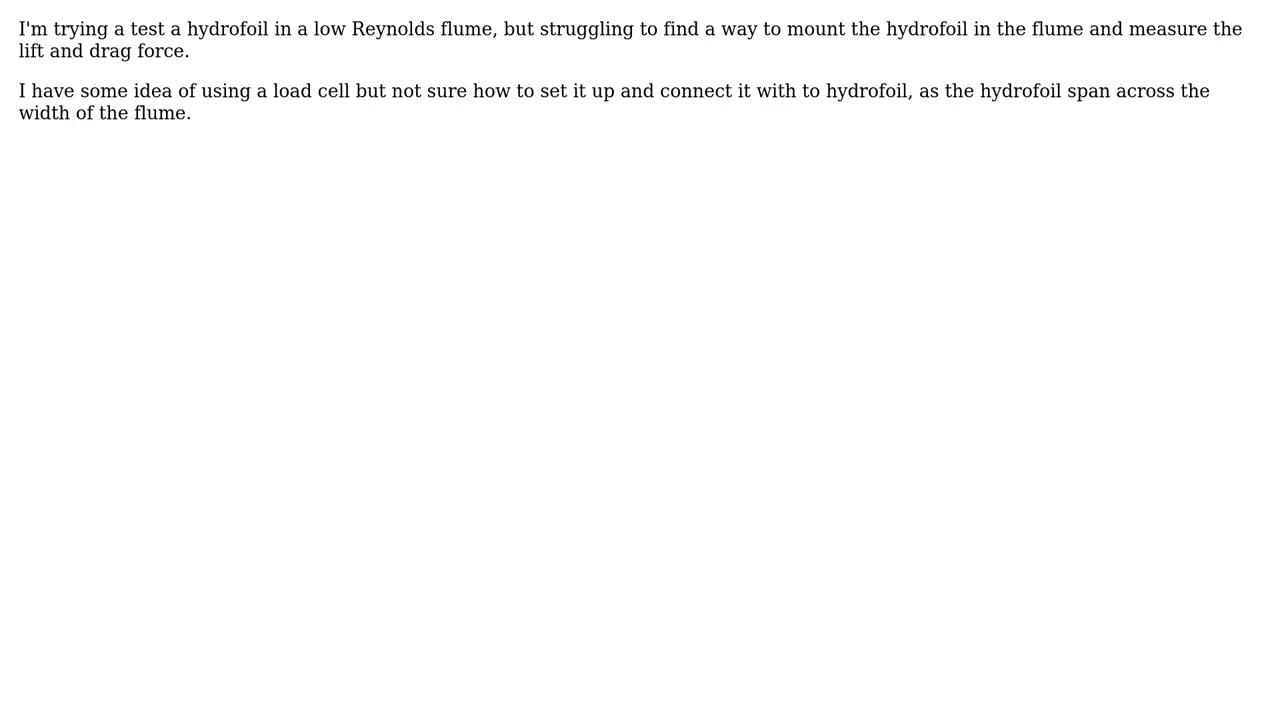 I'm trying a test a hydrofoil in a low Reynolds flume, but struggling to find a way to mount the hydrofoil in the flume and measure the
lift and drag force.
I have some idea of using a load cell but not sure how to set it up and connect it with to hydrofoil, as the hydrofoil span across the
width of the flume.